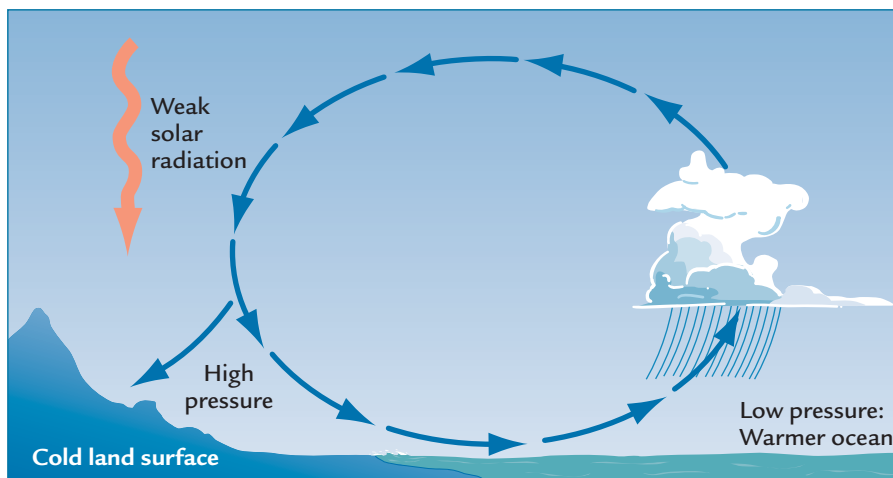 Weak
solar
radiation
High
pressure
Low pressure:
Warmer ocean
Cold land surface